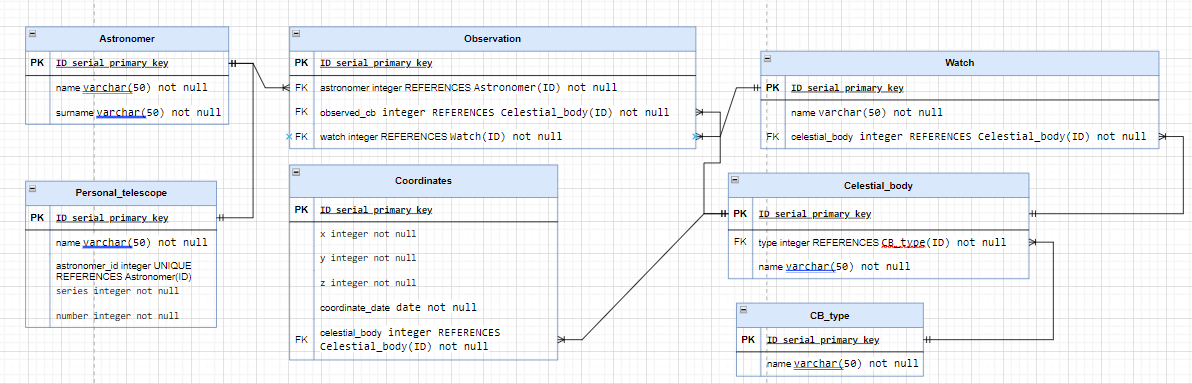 Astronomer
PK ID serial primary key
name varchar(50) not null
surname varchar(50) not null
Observation
PK ID serial primary key
FK astronomer integer REFERENCES Astronomer(ID) not null
FK observed_cb integer REFERENCES Celestial_body(ID) not null
FK watch integer REFERENCES Watch(ID) not null
Watch
PK ID serial primary key
name varchar(50) not null
FK celestial_body integer REFERENCES Celestial_body(ID) not null
Personal_telescope
PK ID serial primary key
name varchar(50) not null
astronomer_id integer UNIQUE
REFERENCES Astronomer(ID)
series integer not null
number integer not null
Coordinates
PK ID serial primary key
x integer not null
y integer not null
z integer not null
coordinate_date date not null
FK celestial_body integer REFERENCES
Celestial_body(ID) not null
Celestial_body
PK ID serial primary key
FK type integer REFERENCES CB_type(ID) not null
name varchar(50) not null
CB_type
PK ID serial primary key
name varchar(50) not null